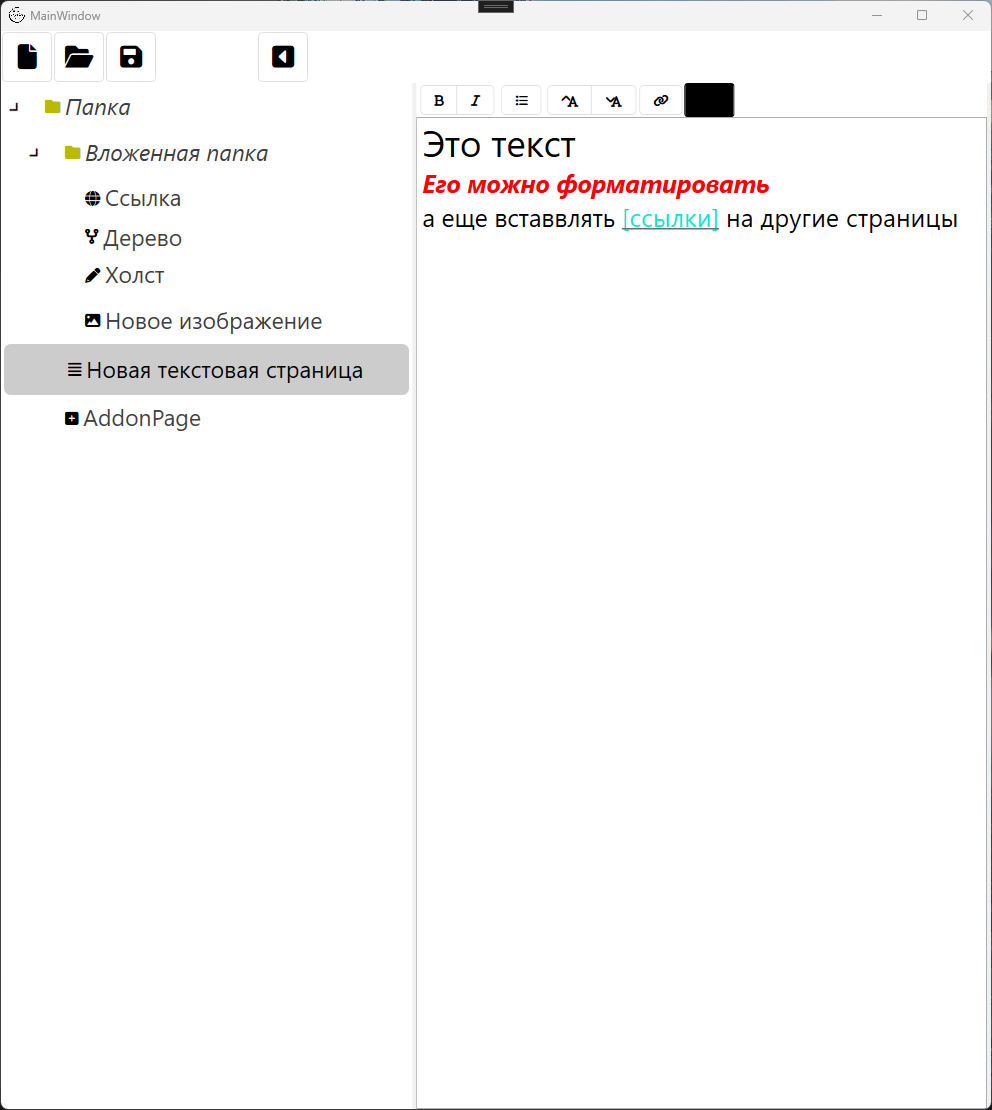 MainWindow
Папка
Вложенная папка
Ссылка
Дерево
Холст
Новое изображение
Новая текстовая страница
AddonPage
B I A A
Это текст
Его можно форматировать
а еще вставвлять [ссылки] на другие страницы